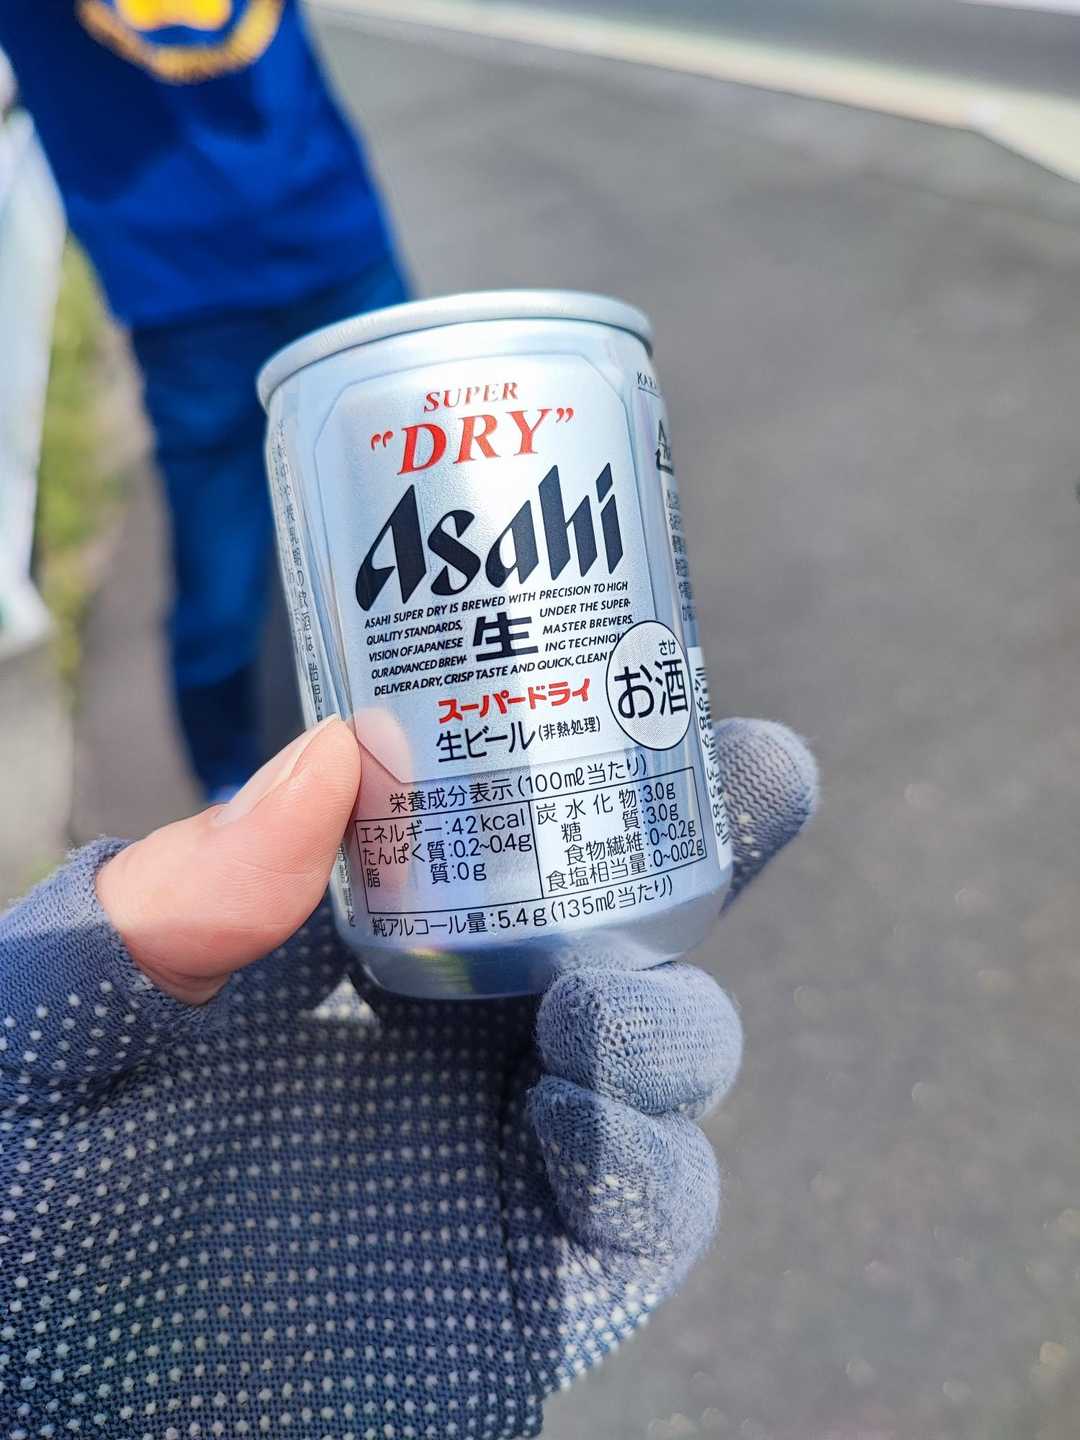 SUPER
“DRY”
Asahi
ASAHI SUPER DRY IS BREWED WITH PRECISION TO HIGH
QUALITY STANDARDS, UNDER THE SUPER-
VISION OF JAPANESE MASTER BREWERS.
OUR ADVANCED BREW- ING TECHNIQU
DELIVER A DRY, CRISP TASTE AND QUICK, CLEAN
生
スーパードライ
生ビール(非熱処理)
さけ
お酒
栄養成分表示(100mℓ当たり)
エネルギー:42kcal
たんぱく質:0.2~0.4g
脂質:0g
炭水化物:3.0g
糖質:3.0g
食物繊維:0~0.2g
食塩相当量:0~0.02g
純アルコール量:5.4g(135mℓ当たり)
KARA